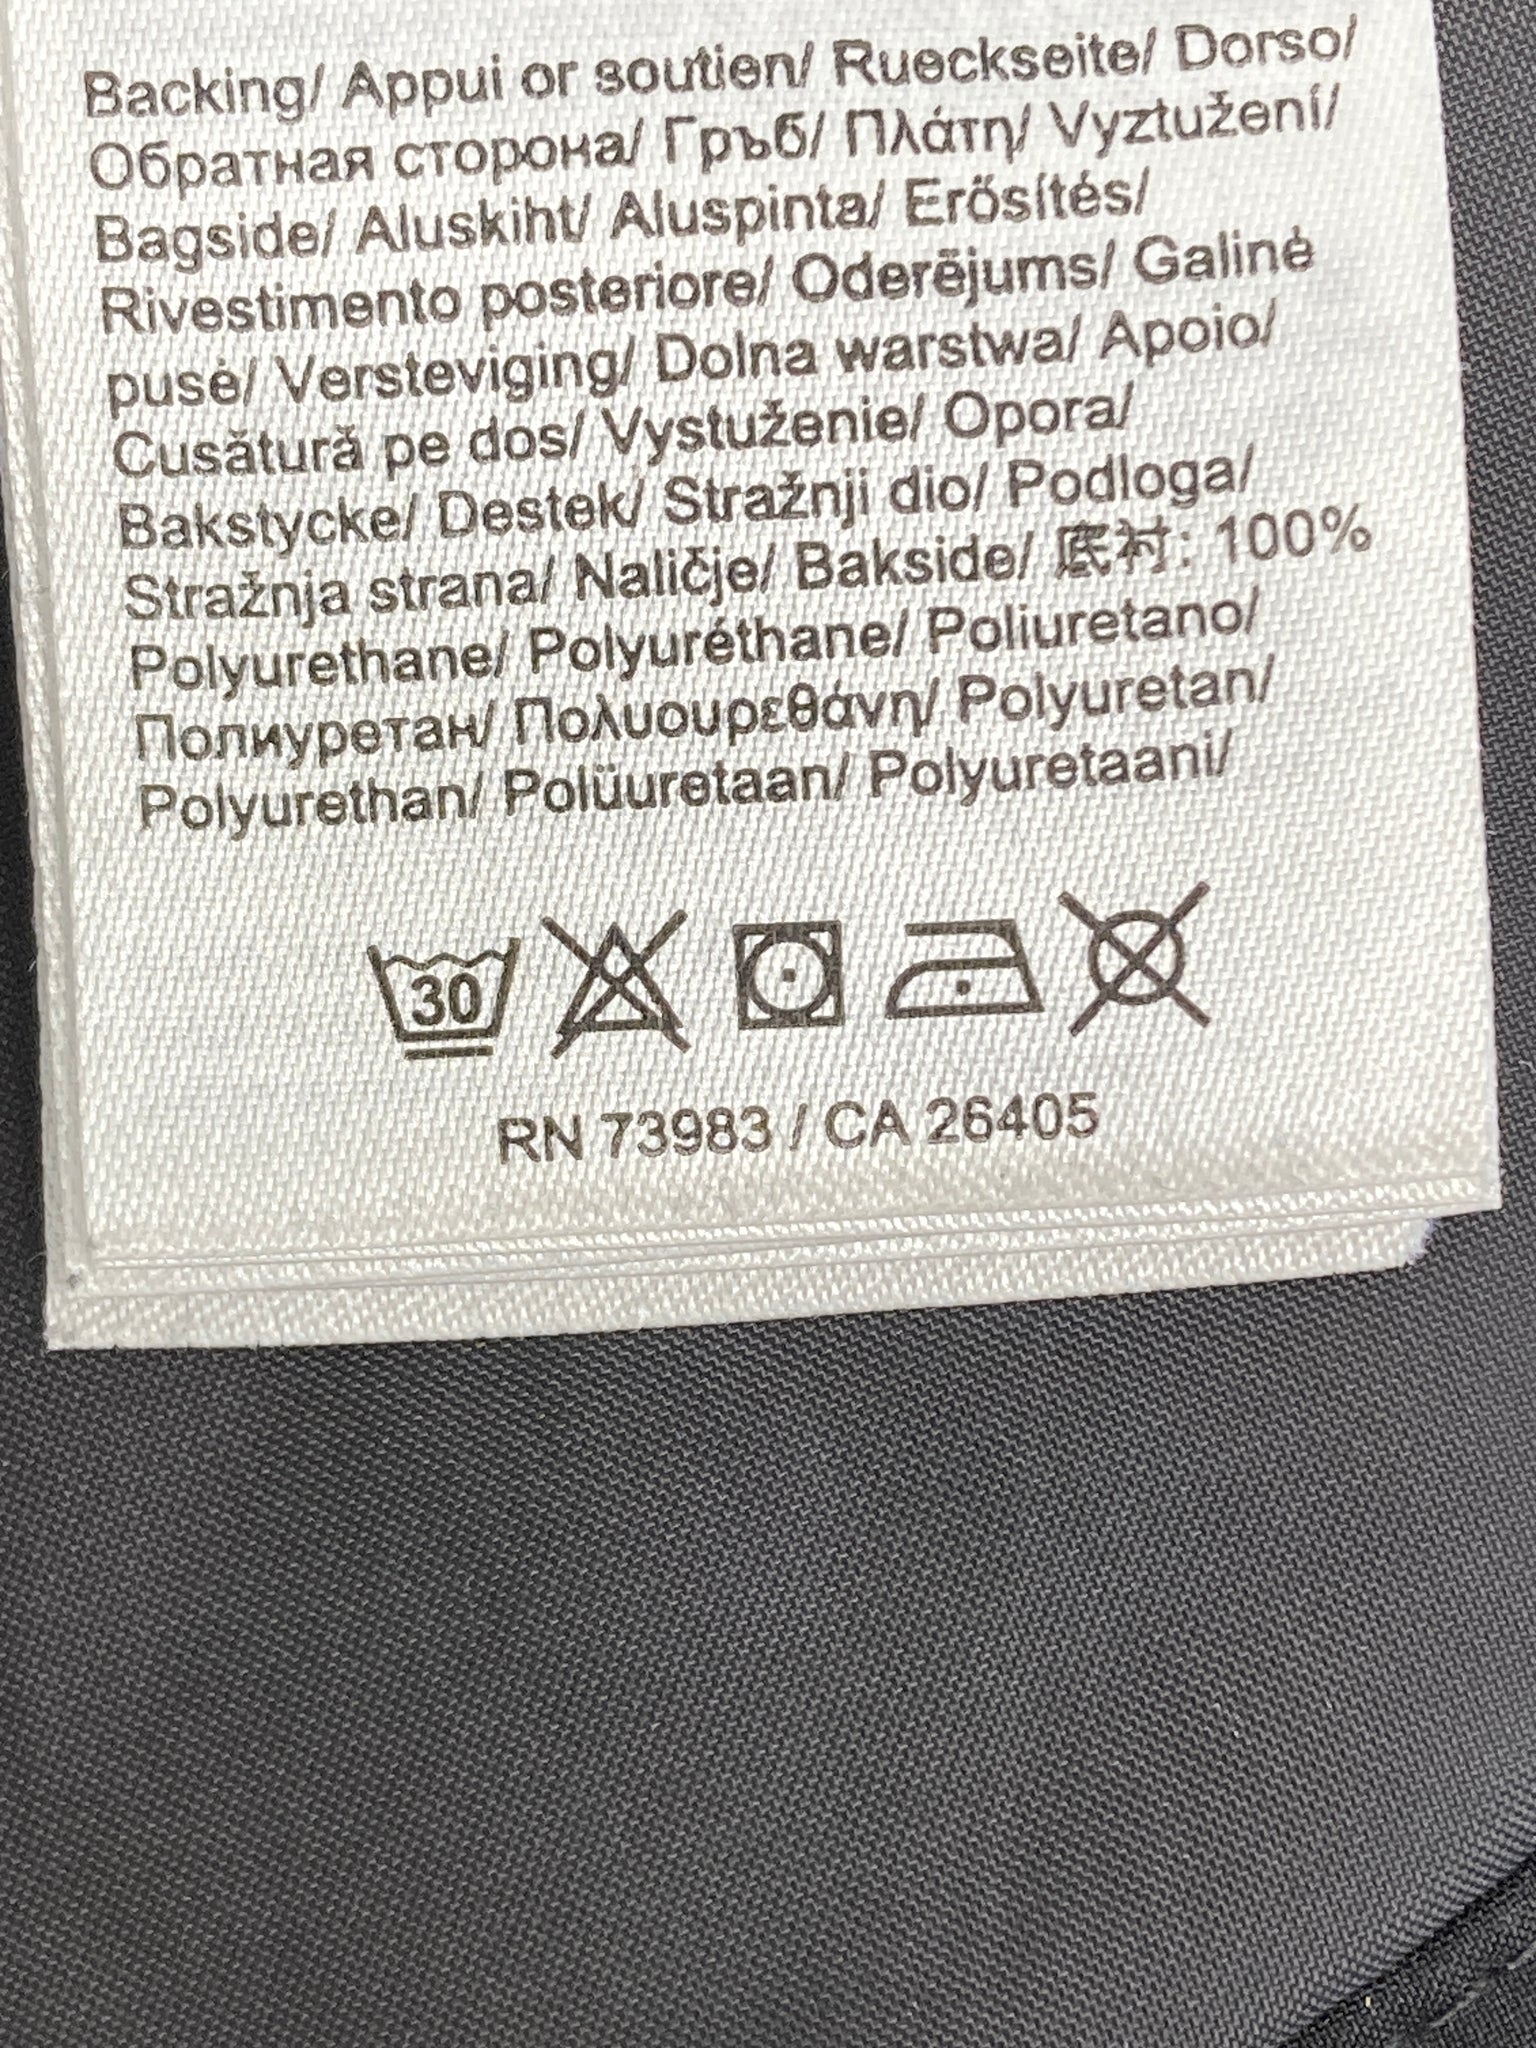 Backing/ Appui or soutien/ Rueckseite/ Dorso/
Обратная сторона/ Гръб/ Πλάτη/ Vyztužení/
Bagside/ Aluskiht/ Aluspinta/ Erősítés/
Rivestimento posteriore/ Oderējums/ Galinė
pusė/ Versteviging/ Dolna warstwa/ Apoio/
Cusătură pe dos/ Vystuženie/ Opora/
Bakstycke/ Destek/ Stražnji dio/ Podloga/
Stražnja strana/ Naličje/ Bakside/ 底衬: 100%
Polyurethane/ Polyuréthane/ Poliuretano/
Полиуретан/ Πολυουρεθάνη/ Polyuretan/
Polyurethan/ Polüuretaan/ Polyuretaani/
30
RN 73983 / CA 26405